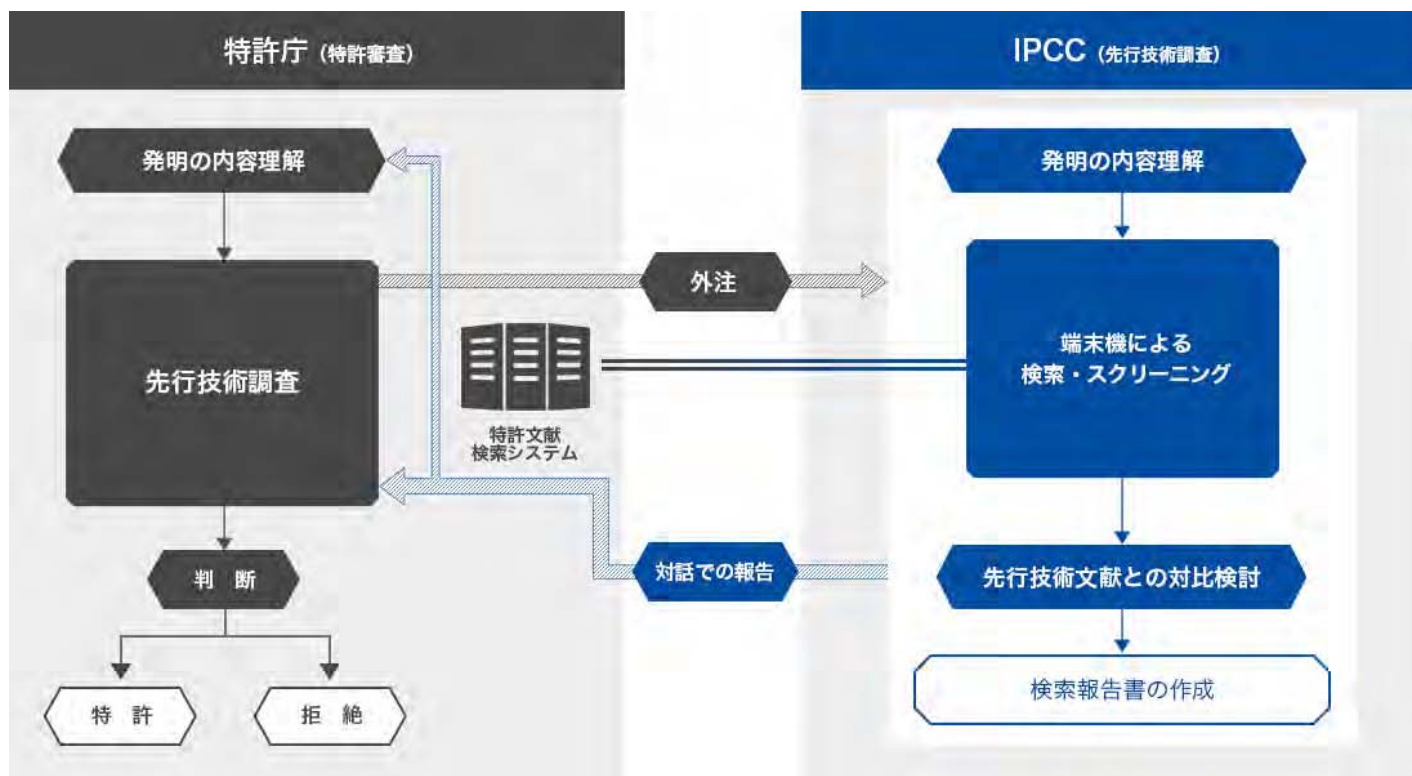 特許庁（特許審査）
発明の内容理解
先行技術調査
判 断
特 許
拒 絶
外注
特許文献
検索システム
対話での報告
IPCC（先行技術調査）
発明の内容理解
端末機による
検索・スクリーニング
先行技術文献との対比検討
検索報告書の作成